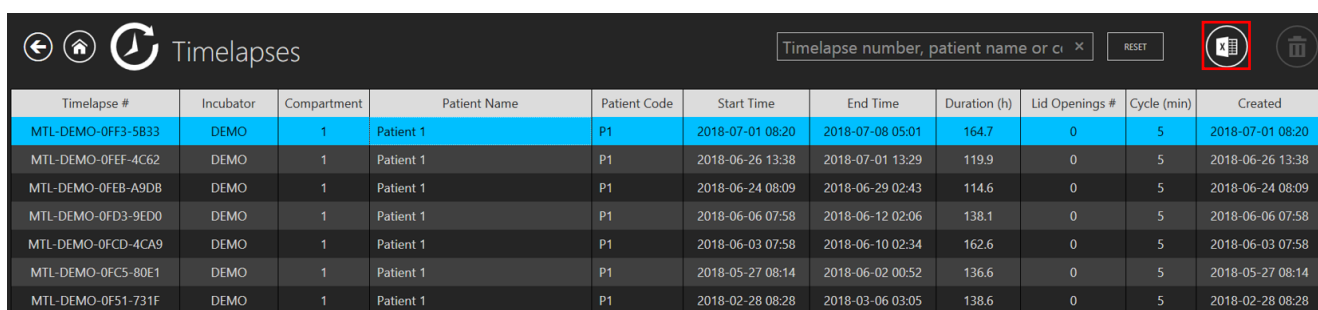 Timelapses
Timelapse number, patient name or c ×
RESET
Timelapse # Incubator Compartment Patient Name Patient Code Start Time End Time Duration (h) Lid Openings # Cycle (min) Created
MTL-DEMO-0FF3-5B33 DEMO 1 Patient 1 P1 2018-07-01 08:20 2018-07-08 05:01 164.7 0 5 2018-07-01 08:20
MTL-DEMO-0FEF-4C62 DEMO 1 Patient 1 P1 2018-06-26 13:38 2018-07-01 13:29 119.9 0 5 2018-06-26 13:38
MTL-DEMO-0FEB-A9DB DEMO 1 Patient 1 P1 2018-06-24 08:09 2018-06-29 02:43 114.6 0 5 2018-06-24 08:09
MTL-DEMO-0FD3-9ED0 DEMO 1 Patient 1 P1 2018-06-06 07:58 2018-06-12 02:06 138.1 0 5 2018-06-06 07:58
MTL-DEMO-0FCD-4CA9 DEMO 1 Patient 1 P1 2018-06-03 07:58 2018-06-10 02:34 162.6 0 5 2018-06-03 07:58
MTL-DEMO-0FC5-80E1 DEMO 1 Patient 1 P1 2018-05-27 08:14 2018-06-02 00:52 136.6 0 5 2018-05-27 08:14
MTL-DEMO-0F51-731F DEMO 1 Patient 1 P1 2018-02-28 08:28 2018-03-06 03:05 138.6 0 5 2018-02-28 08:28